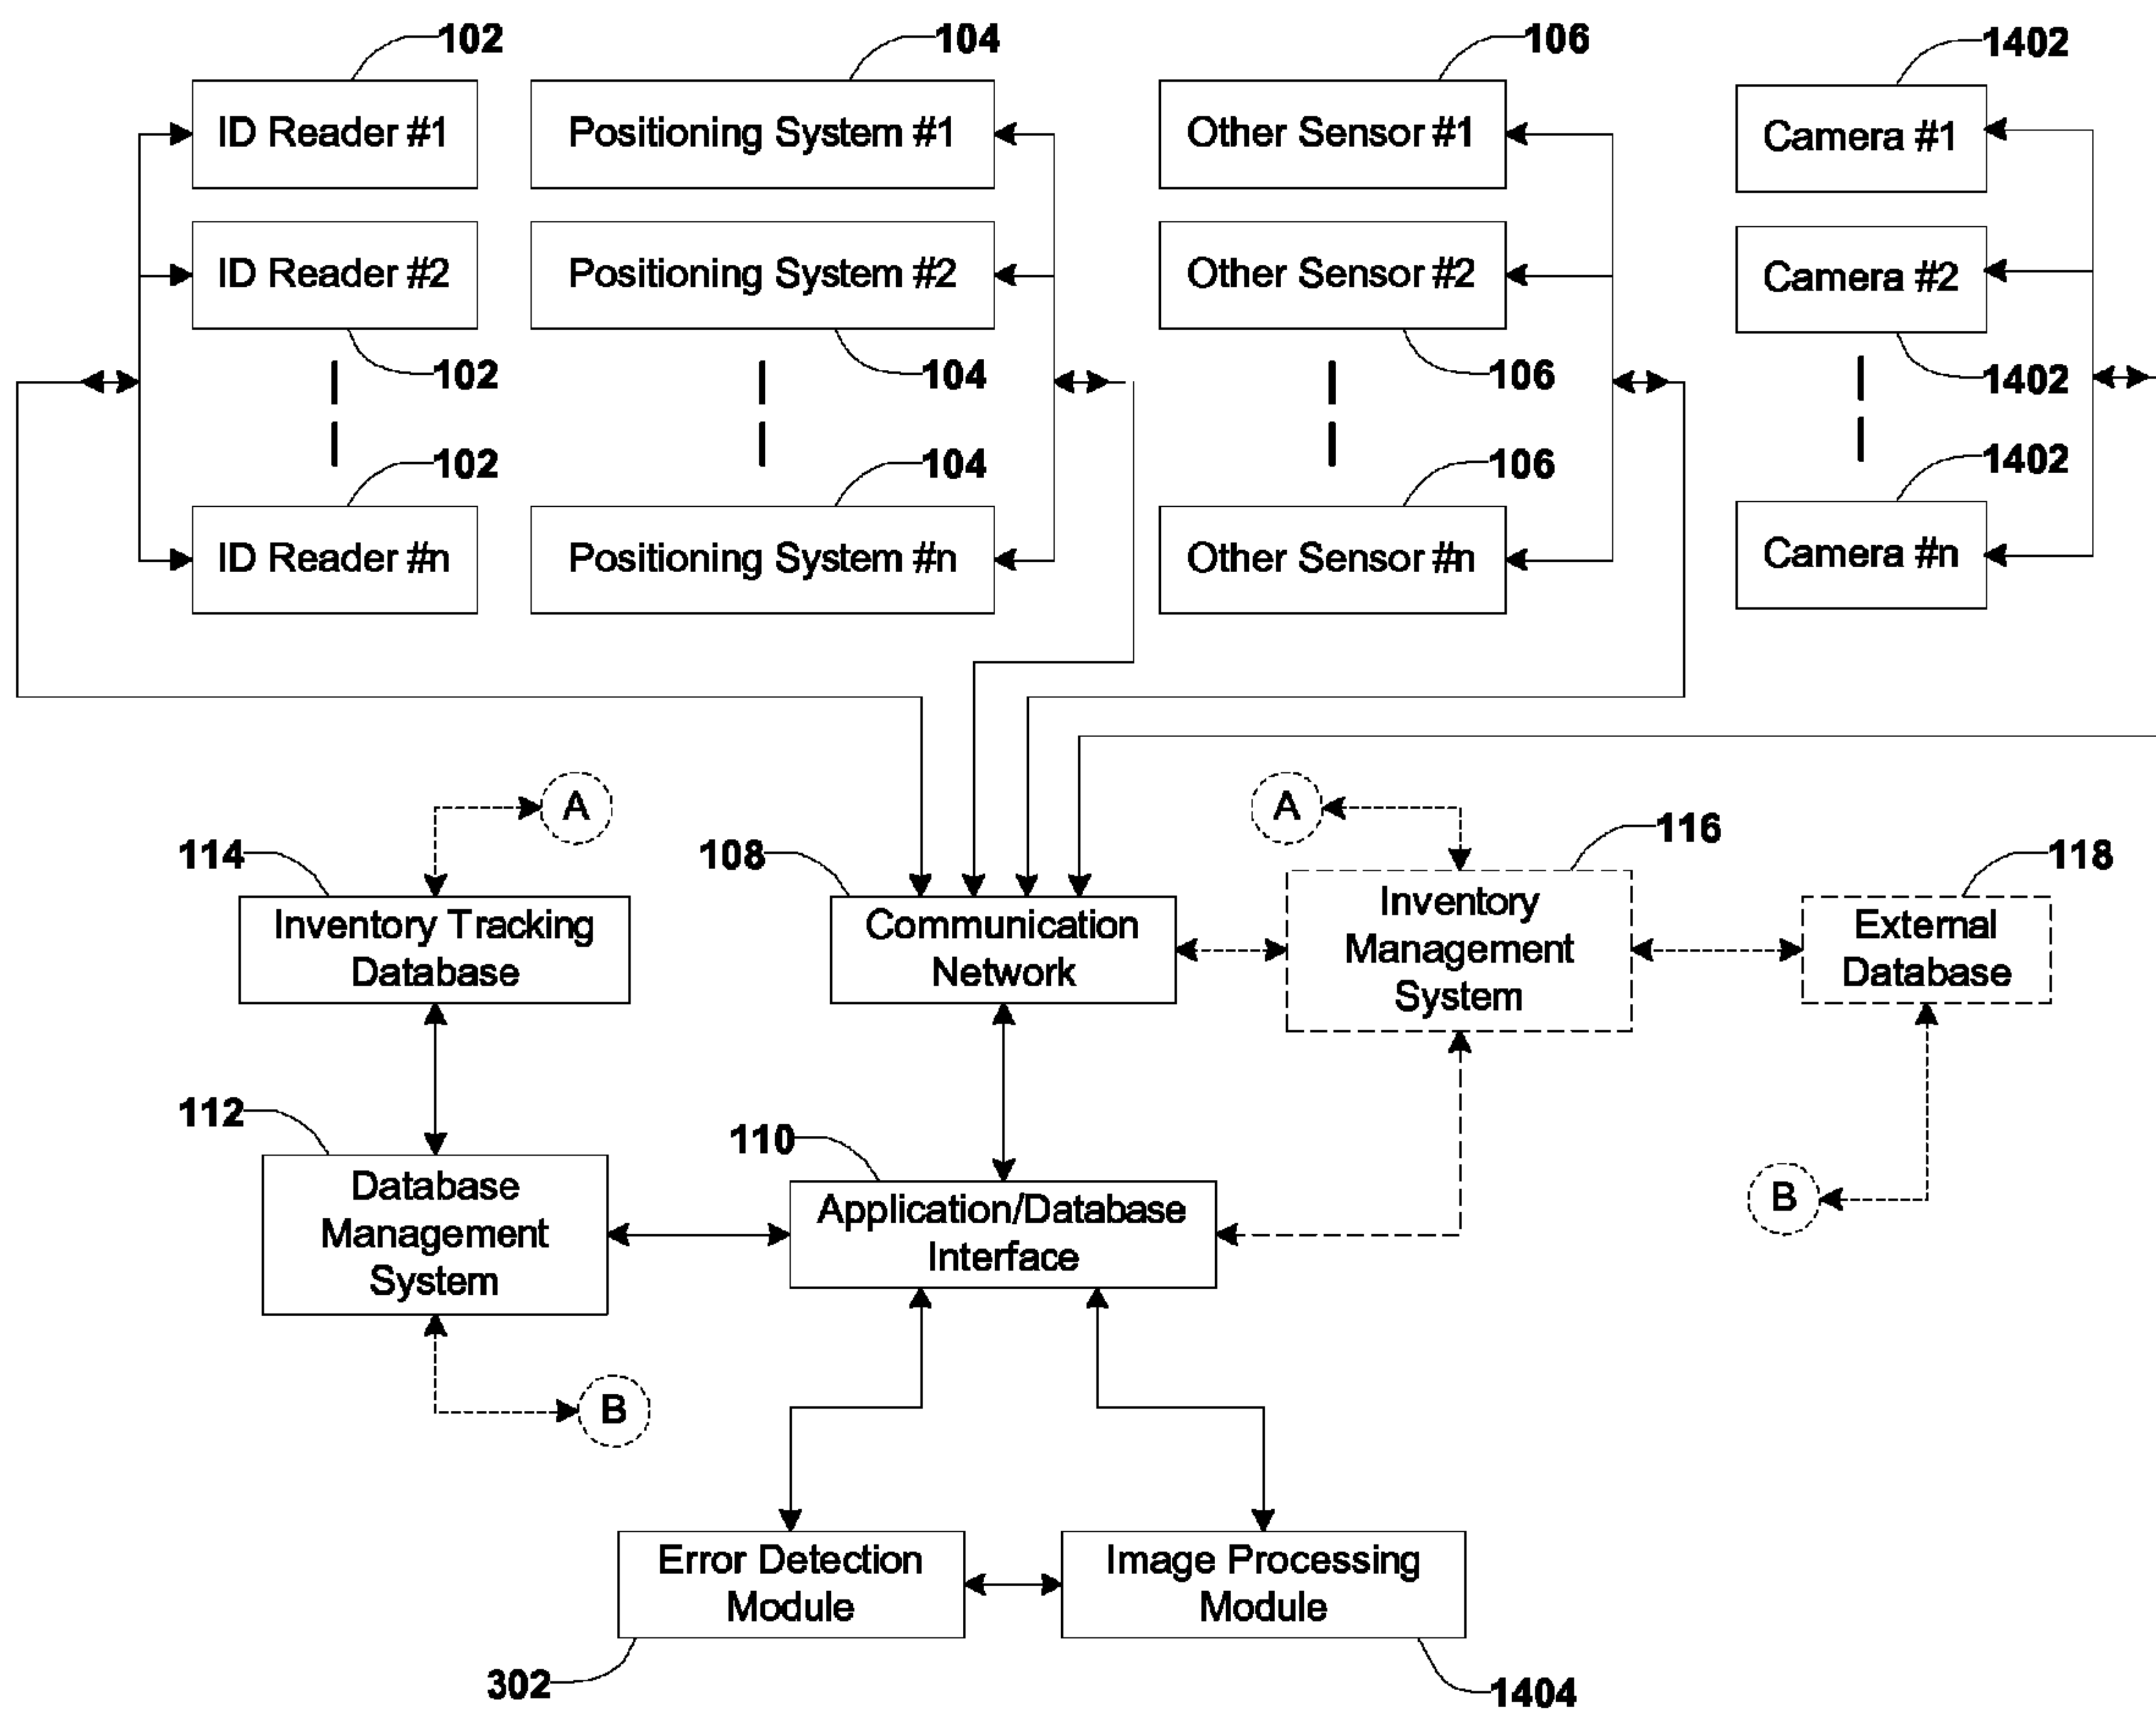 102
104
106
1402
ID Reader #1
Positioning System #1
Other Sensor #1
Camera #1
ID Reader #2
Positioning System #2
Other Sensor #2
Camera #2
102
104
106
1402
102
104
106
1402
ID Reader #n
Positioning System #n
Other Sensor #n
Camera #n
A
A
114
108
116
118
Inventory Tracking
Database
Communication
Network
Inventory
Management
System
External
Database
112
110
Database
Management
System
Application/Database
Interface
B
B
Error Detection
Module
Image Processing
Module
302
1404